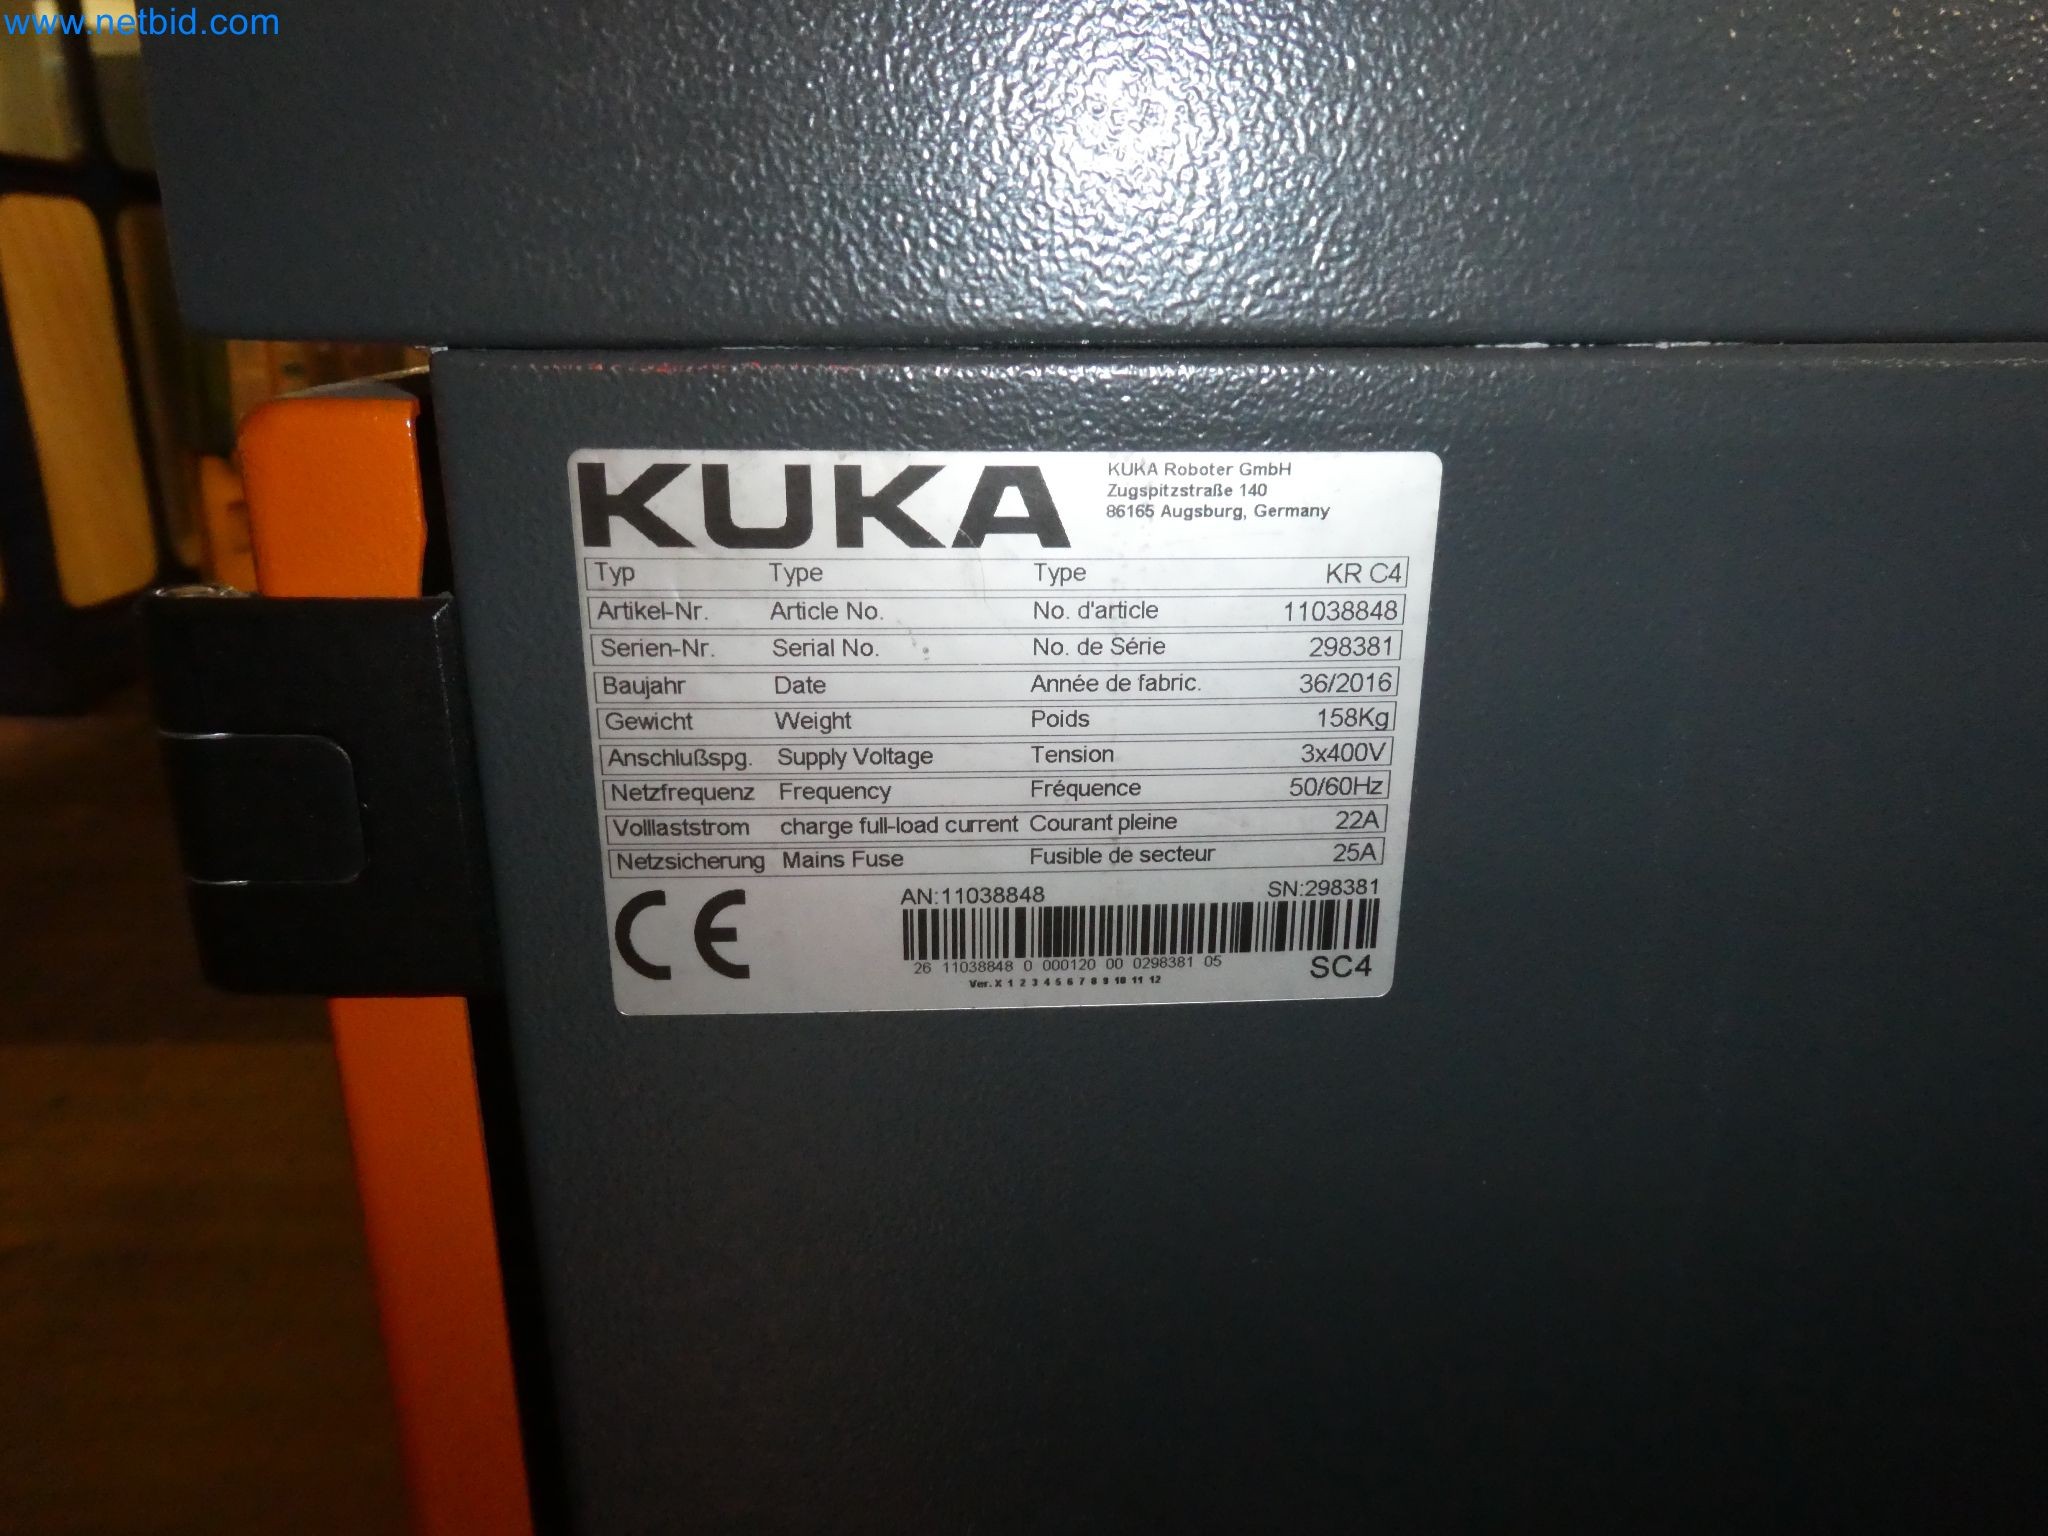 www.netbid.com
KUKA
KUKA Roboter GmbH
Zugspitzstraße 140
86165 Augsburg, Germany
Typ Type Type KR C4
Artikel-Nr. Article No. No. d'article 11038848
Serien-Nr. Serial No. No. de Série 298381
Baujahr Date Année de fabric. 36/2016
Gewicht Weight Poids 158Kg
Anschlußspg. Supply Voltage Tension 3x400V
Netzfrequenz Frequency Fréquence 50/60Hz
Volllaststrom charge full-load current Courant pleine 22A
Netzsicherung Mains Fuse Fusible de secteur 25A
CE
AN:11038848 SN:298381
26 11038848 0 000120 00 0298381 05
SC4
Ver. X 1 2 3 4 5 6 7 8 9 10 11 12